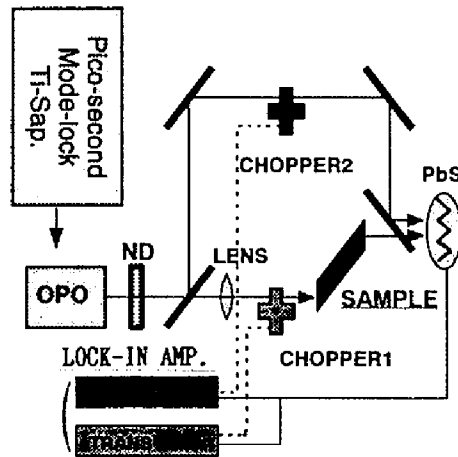 Pico-second
Mode-lock
Ti-Sap.
CHOPPER2
PbS
ND
LENS
OPO
SAMPLE
CHOPPER1
LOCK-IN AMP.